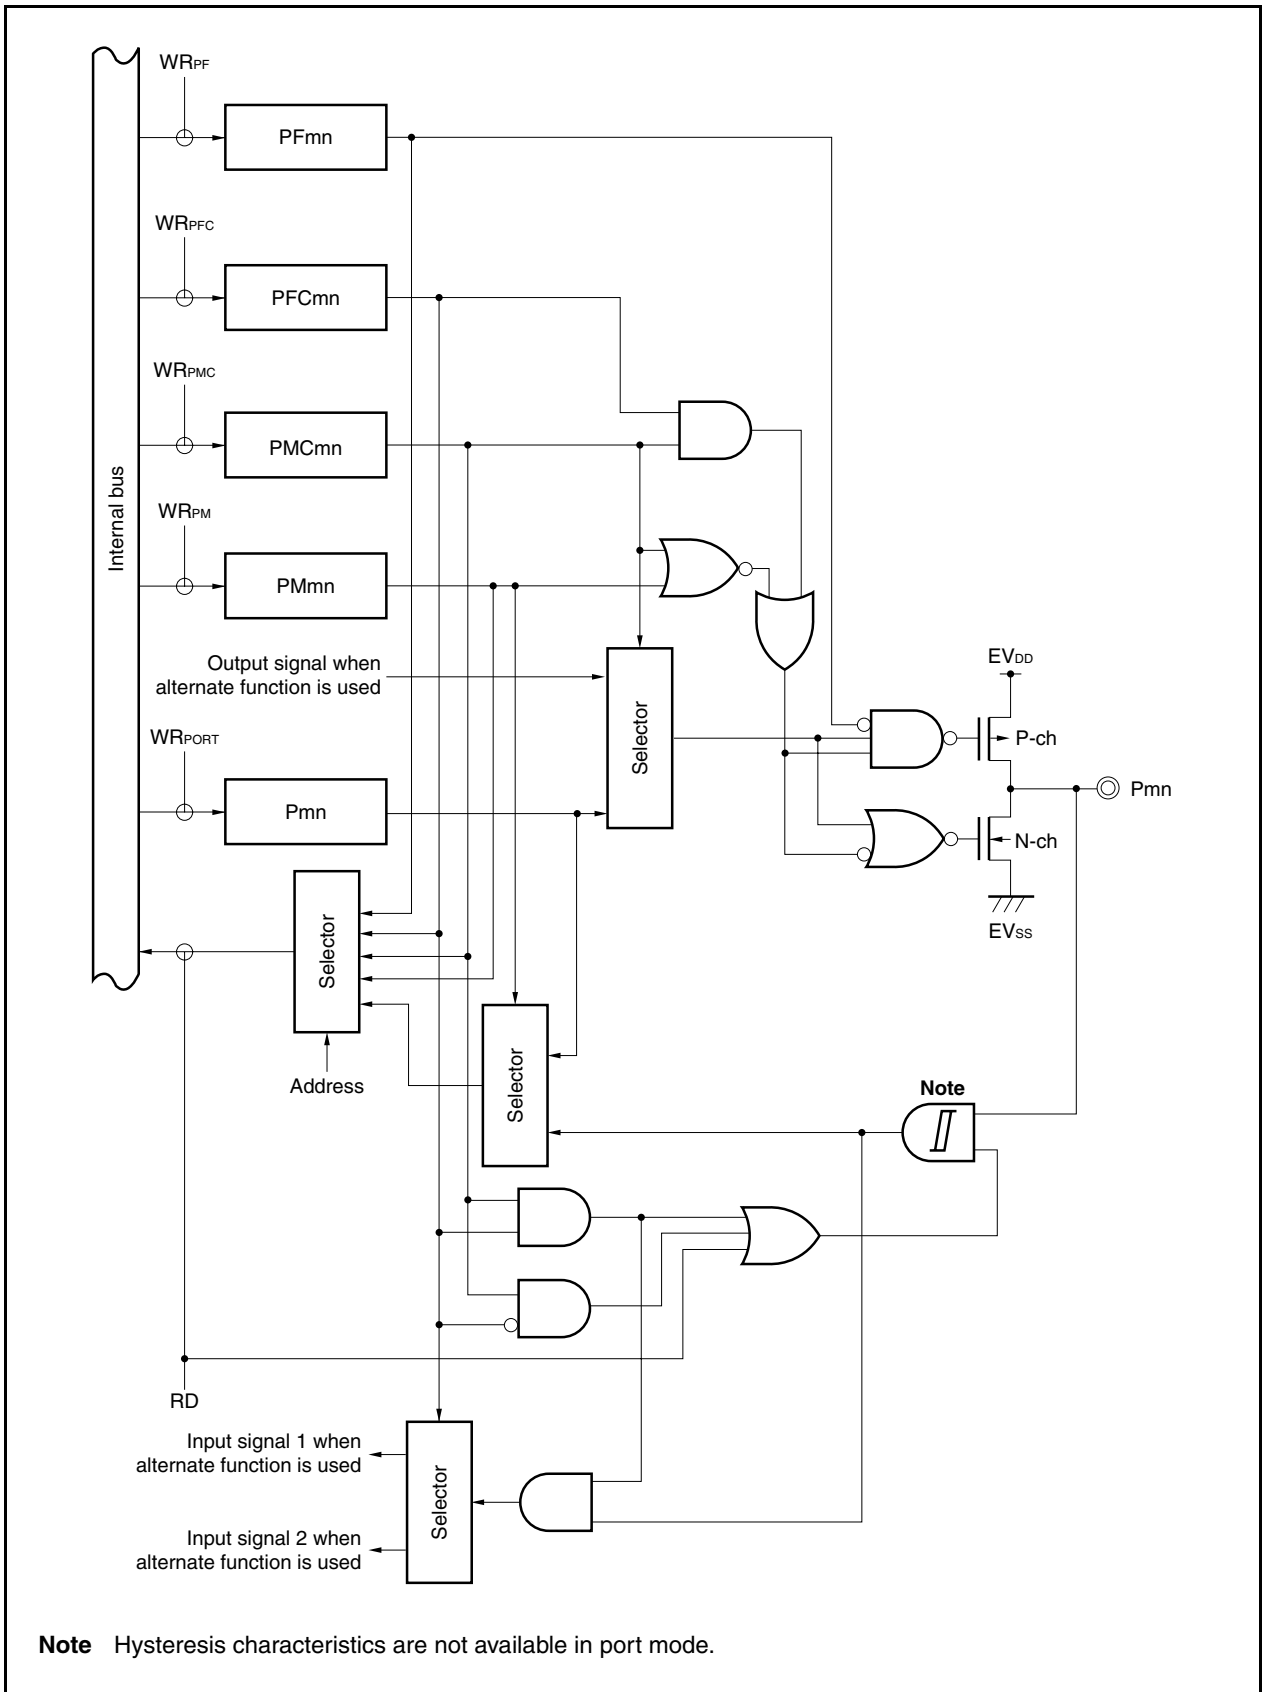 WRPF
PFmn
WRPFC
PFCmn
WRPMC
PMCmn
Internal bus
WRPM
PMmn
Output signal when
alternate function is used
Selector
EVDD
P-ch
WRPORT
Pmn
Pmn
N-ch
EVSS
Selector
Address
Selector
Note
RD
Input signal 1 when
alternate function is used
Selector
Input signal 2 when
alternate function is used
Note Hysteresis characteristics are not available in port mode.